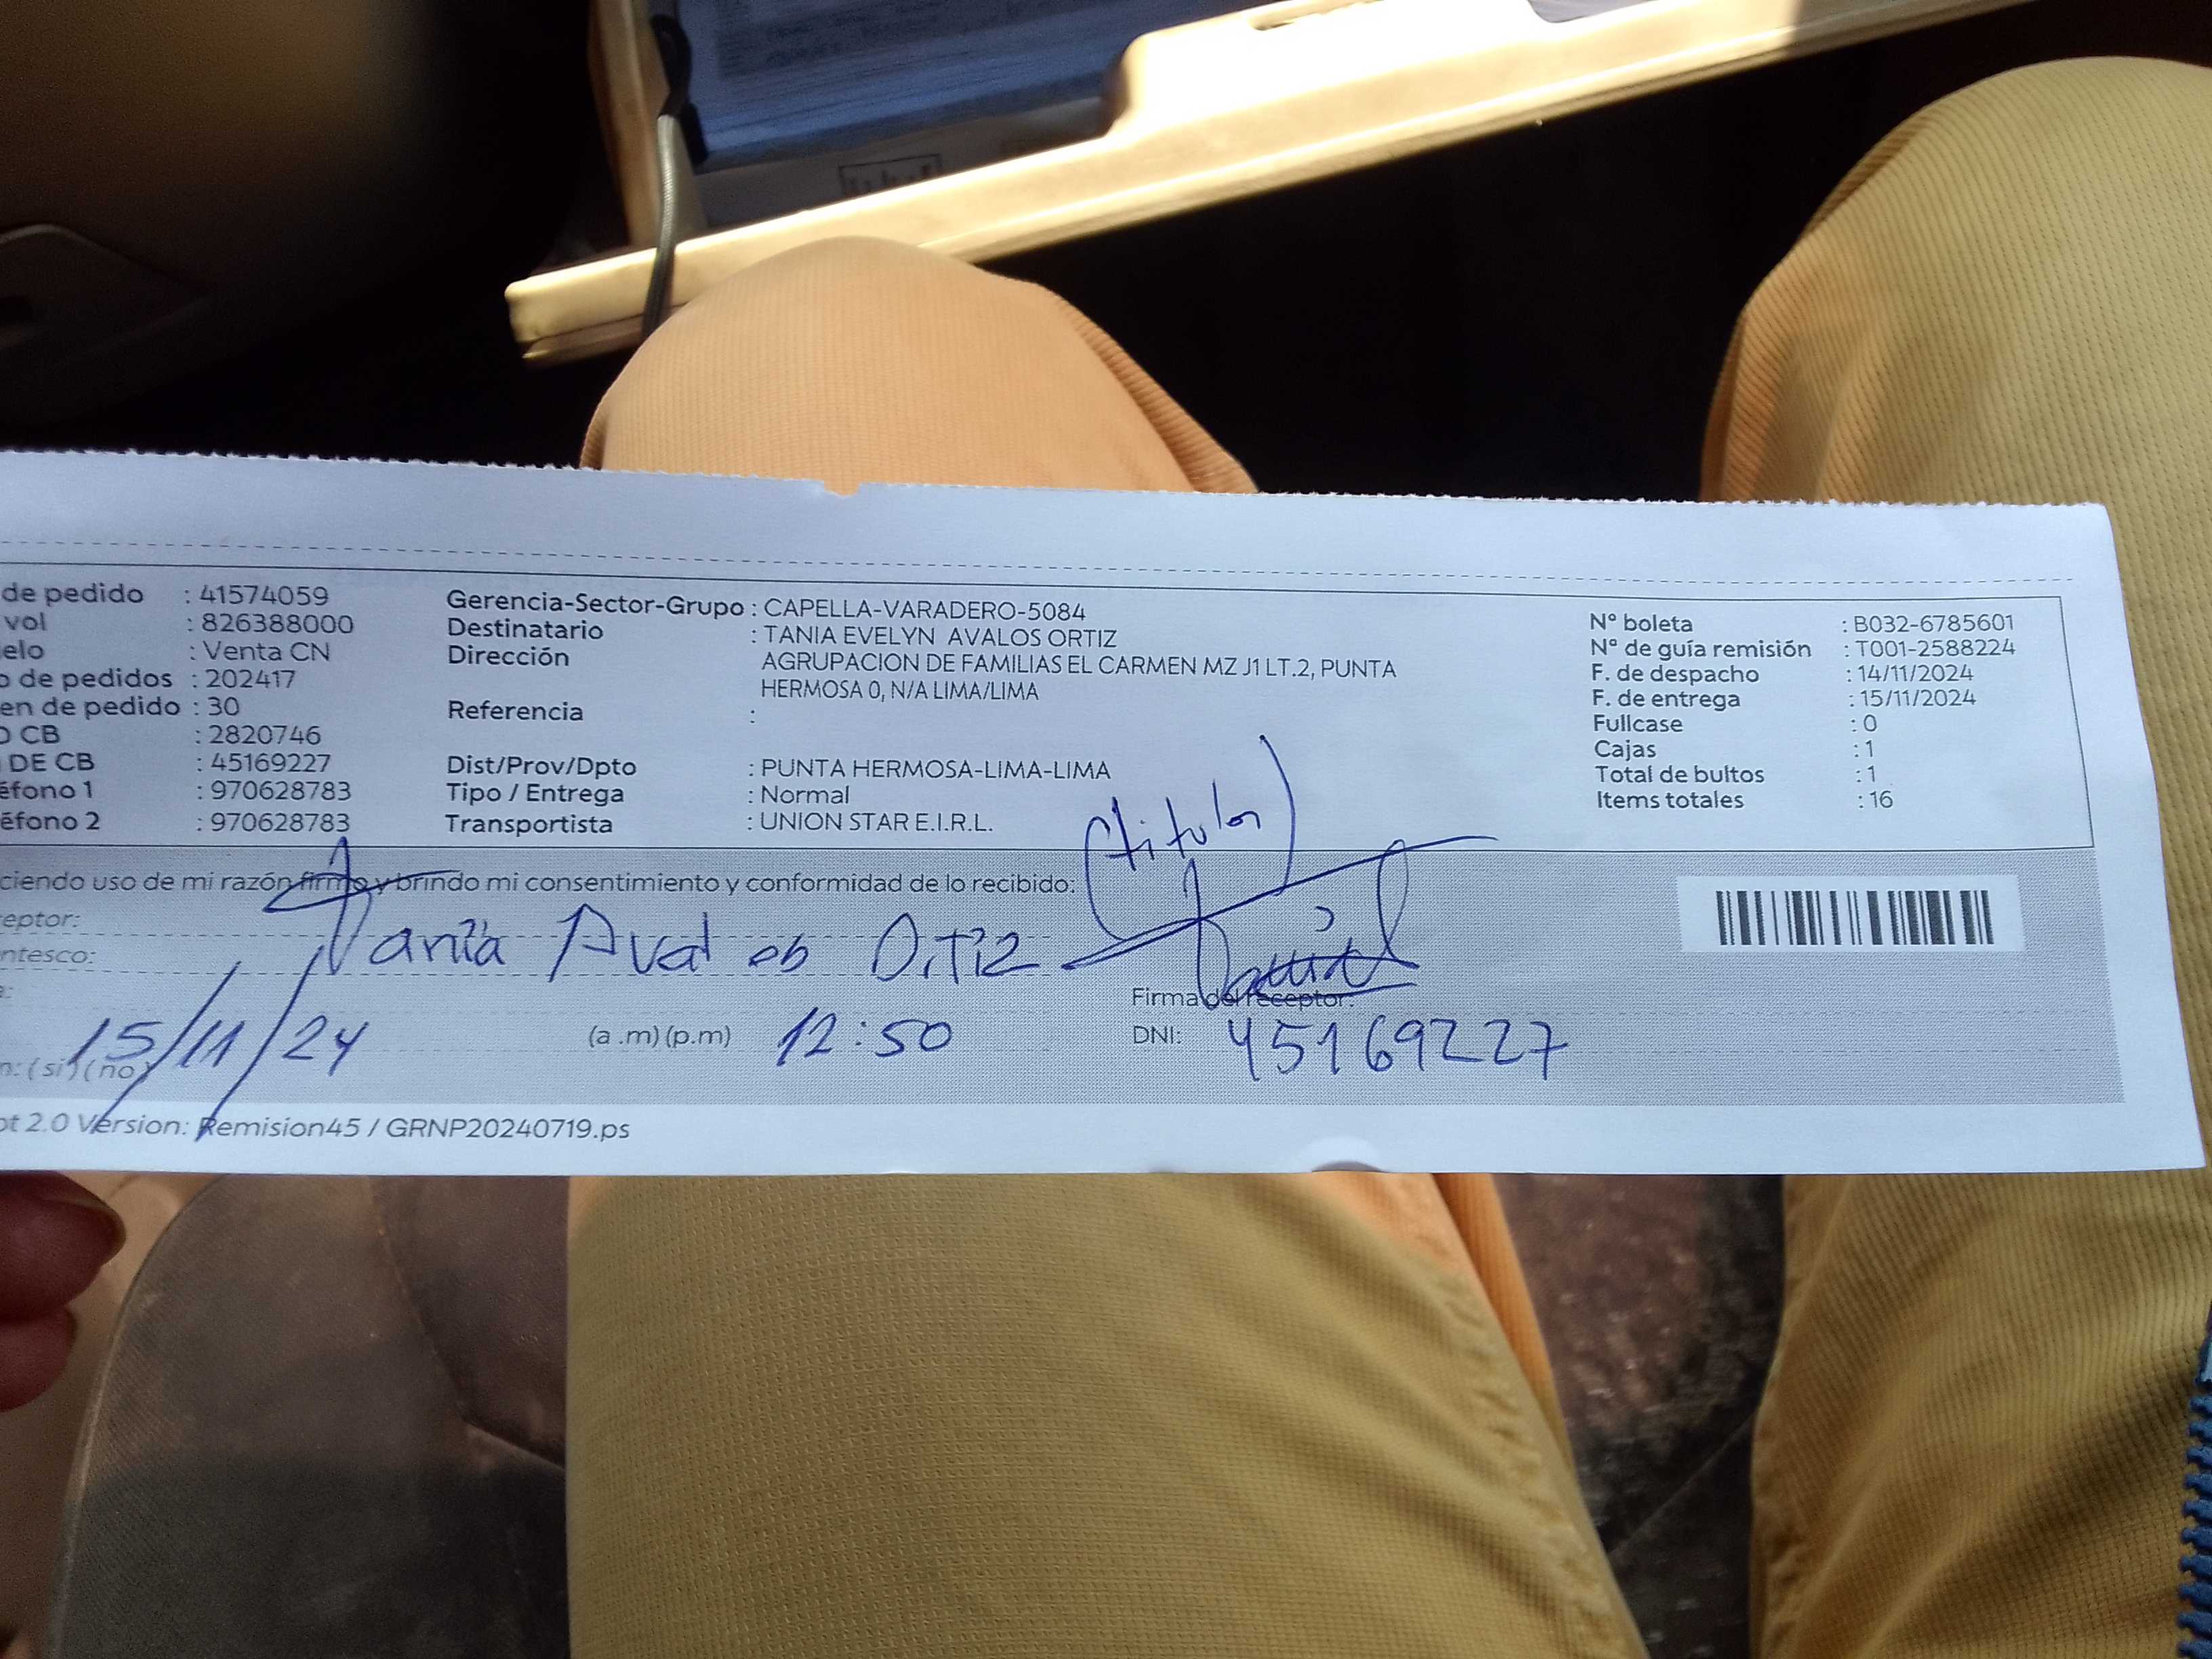 de pedido : 41574059
vol : 826388000
elo : Venta CN
o de pedidos : 202417
en de pedido : 30
O CB : 2820746
DE CB : 45169227
éfono 1 : 970628783
éfono 2 : 970628783
Gerencia-Sector-Grupo : CAPELLA-VARADERO-5084
Destinatario : TANIA EVELYN AVALOS ORTIZ
Dirección AGRUPACION DE FAMILIAS EL CARMEN MZ J1 LT.2, PUNTA
HERMOSA 0, N/A LIMA/LIMA
Referencia :
Dist/Prov/Dpto : PUNTA HERMOSA-LIMA-LIMA
Tipo / Entrega : Normal
Transportista : UNION STAR E.I.R.L.
N° boleta : B032-6785601
N° de guía remisión : T001-2588224
F. de despacho : 14/11/2024
F. de entrega : 15/11/2024
Fullcase : 0
Cajas : 1
Total de bultos : 1
Items totales : 16
(titular)
ciendo uso de mi razón firmo y brindo mi consentimiento y conformidad de lo recibido:
eptor:
ntesco:
Tania Avalos Ortiz
Firma del receptor:
15/11/24 (a .m) (p.m) 12:50 DNI: 45169227
n: (si) (no)
ot 2.0 Version: Remision45 / GRNP20240719.ps